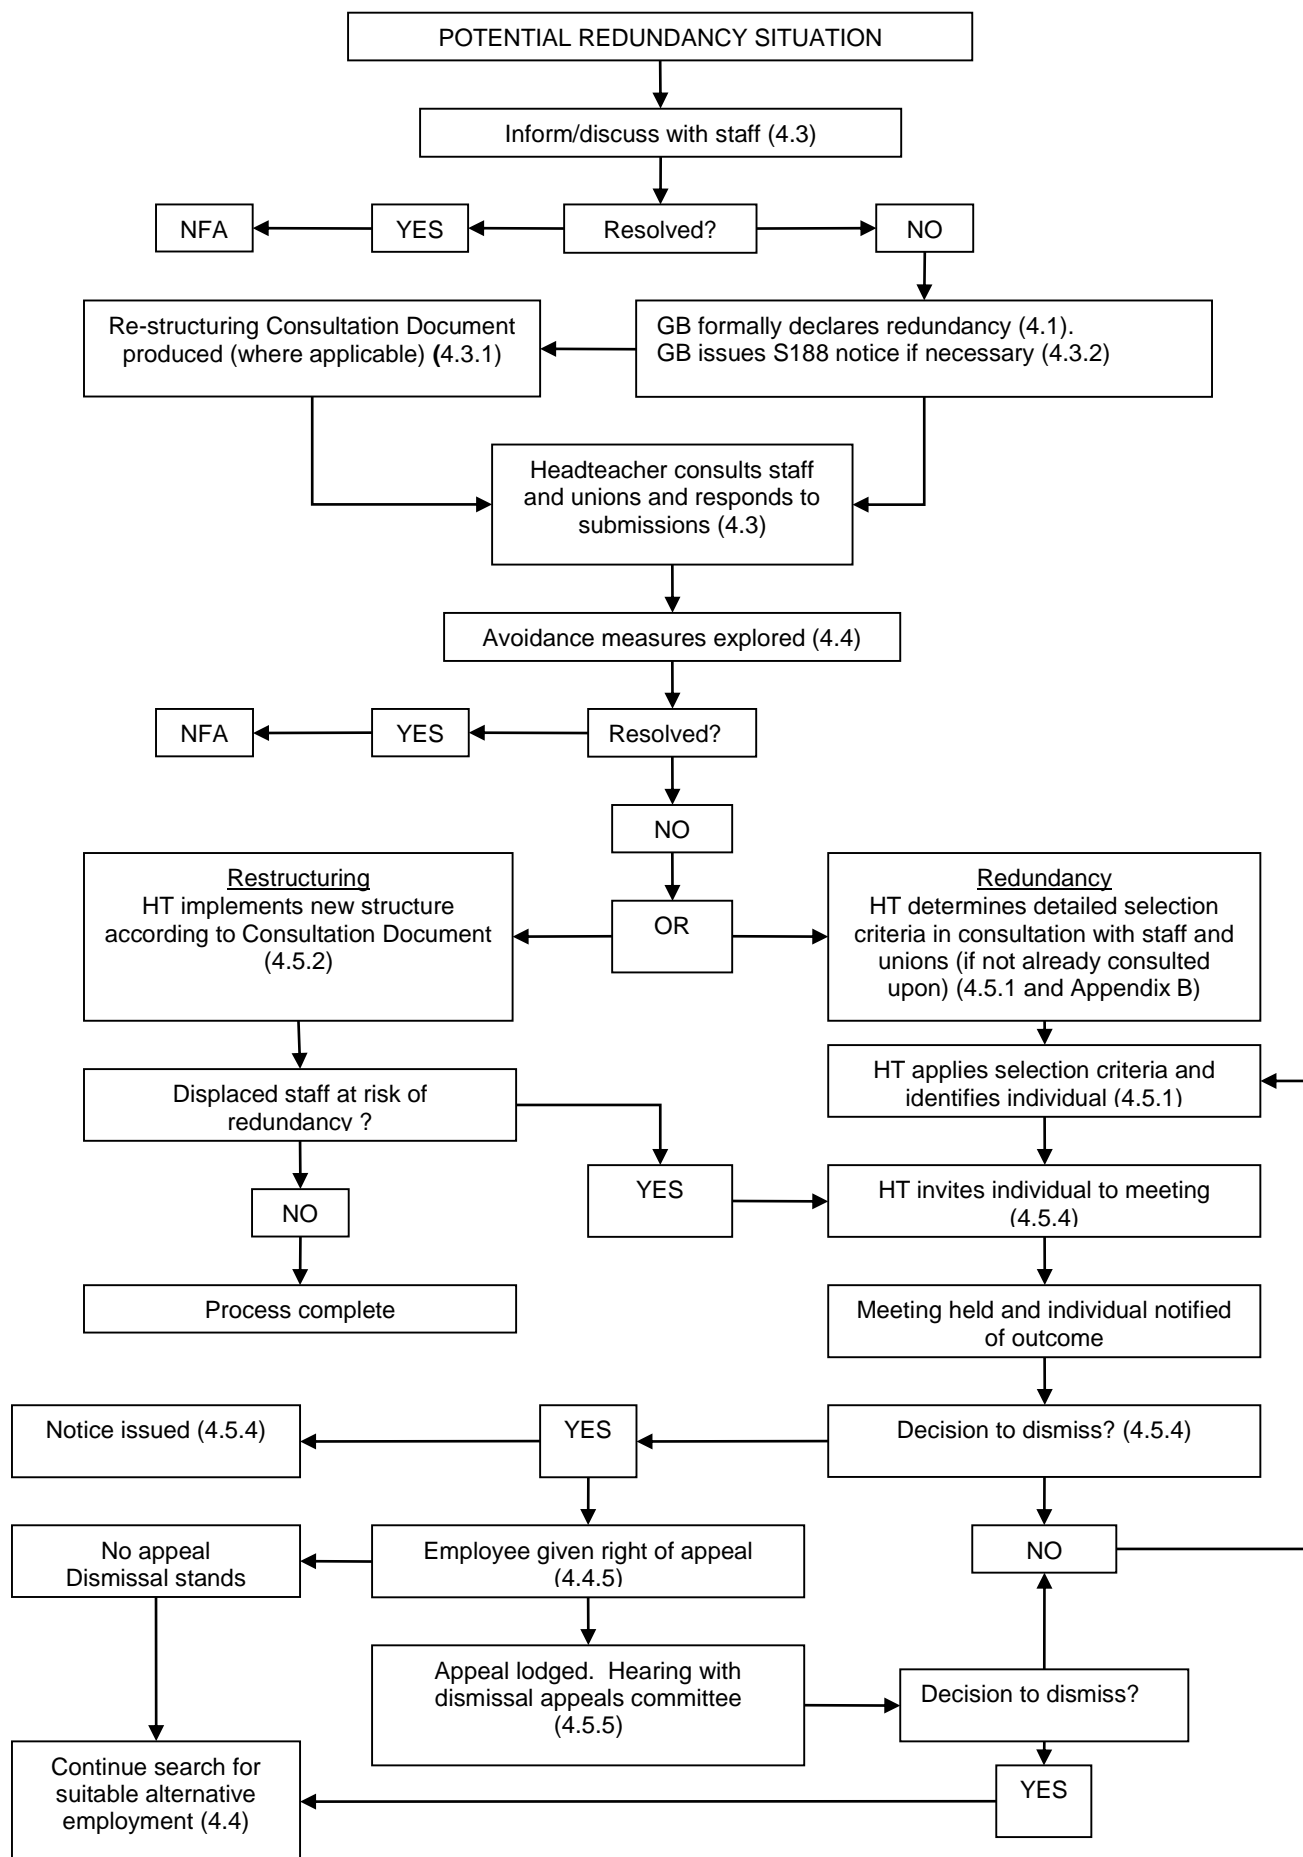 POTENTIAL REDUNDANCY SITUATION
Inform/discuss with staff (4.3)
NFA
YES
Resolved?
NO
Re-structuring Consultation Document
produced (where applicable) (4.3.1)
GB formally declares redundancy (4.1).
GB issues S188 notice if necessary (4.3.2)
Headteacher consults staff
and unions and responds to
submissions (4.3)
Avoidance measures explored (4.4)
NFA
YES
Resolved?
NO
Restructuring
HT implements new structure
according to Consultation Document
(4.5.2)
OR
Redundancy
HT determines detailed selection
criteria in consultation with staff and
unions (if not already consulted
upon) (4.5.1 and Appendix B)
Displaced staff at risk of
redundancy ?
HT applies selection criteria and
identifies individual (4.5.1)
YES
HT invites individual to meeting
(4.5.4)
NO
Process complete
Meeting held and individual notified
of outcome
Notice issued (4.5.4)
YES
Decision to dismiss? (4.5.4)
No appeal
Dismissal stands
Employee given right of appeal
(4.4.5)
NO
Appeal lodged.  Hearing with
dismissal appeals committee
(4.5.5)
Decision to dismiss?
Continue search for
suitable alternative
employment (4.4)
YES